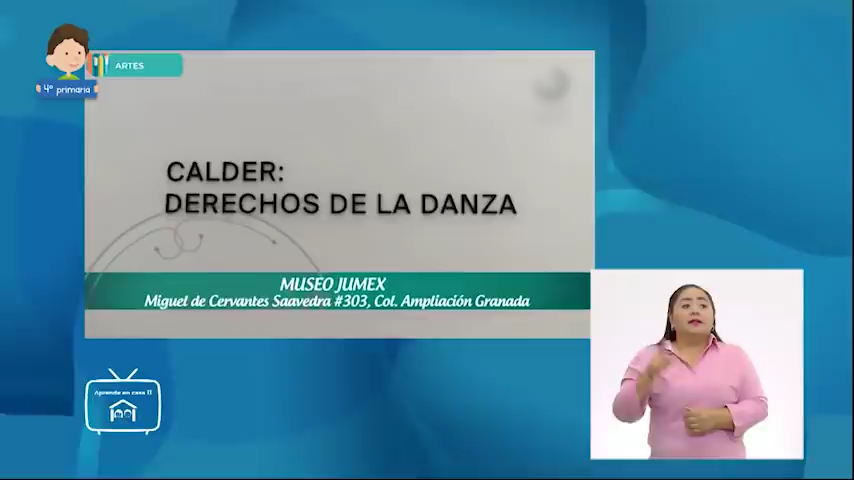 ARTES
4º primaria
CALDER:
DERECHOS DE LA DANZA
MUSEO JUMEX
Miguel de Cervantes Saavedra #303, Col. Ampliación Granada
Aprende en casa II